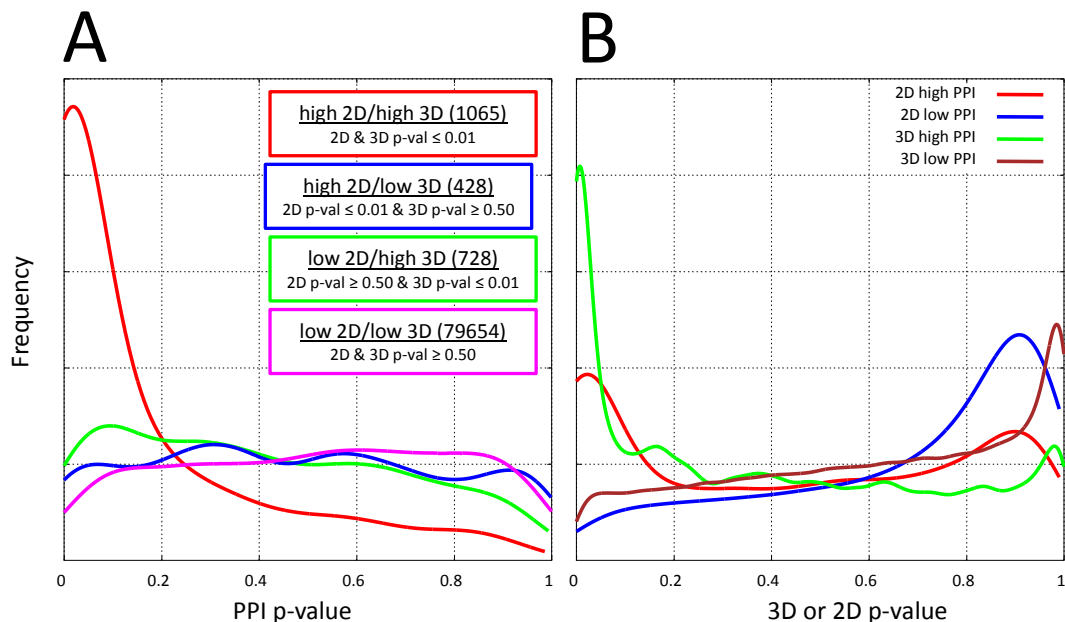 A
B
high 2D/high 3D (1065)
2D & 3D p-val ≤ 0.01
high 2D/low 3D (428)
2D p-val ≤ 0.01 & 3D p-val ≥ 0.50
low 2D/high 3D (728)
2D p-val ≥ 0.50 & 3D p-val ≤ 0.01
low 2D/low 3D (79654)
2D & 3D p-val ≥ 0.50
2D high PPI
2D low PPI
3D high PPI
3D low PPI
Frequency
0 0.2 0.4 0.6 0.8 1
0 0.2 0.4 0.6 0.8 1
PPI p-value
3D or 2D p-value